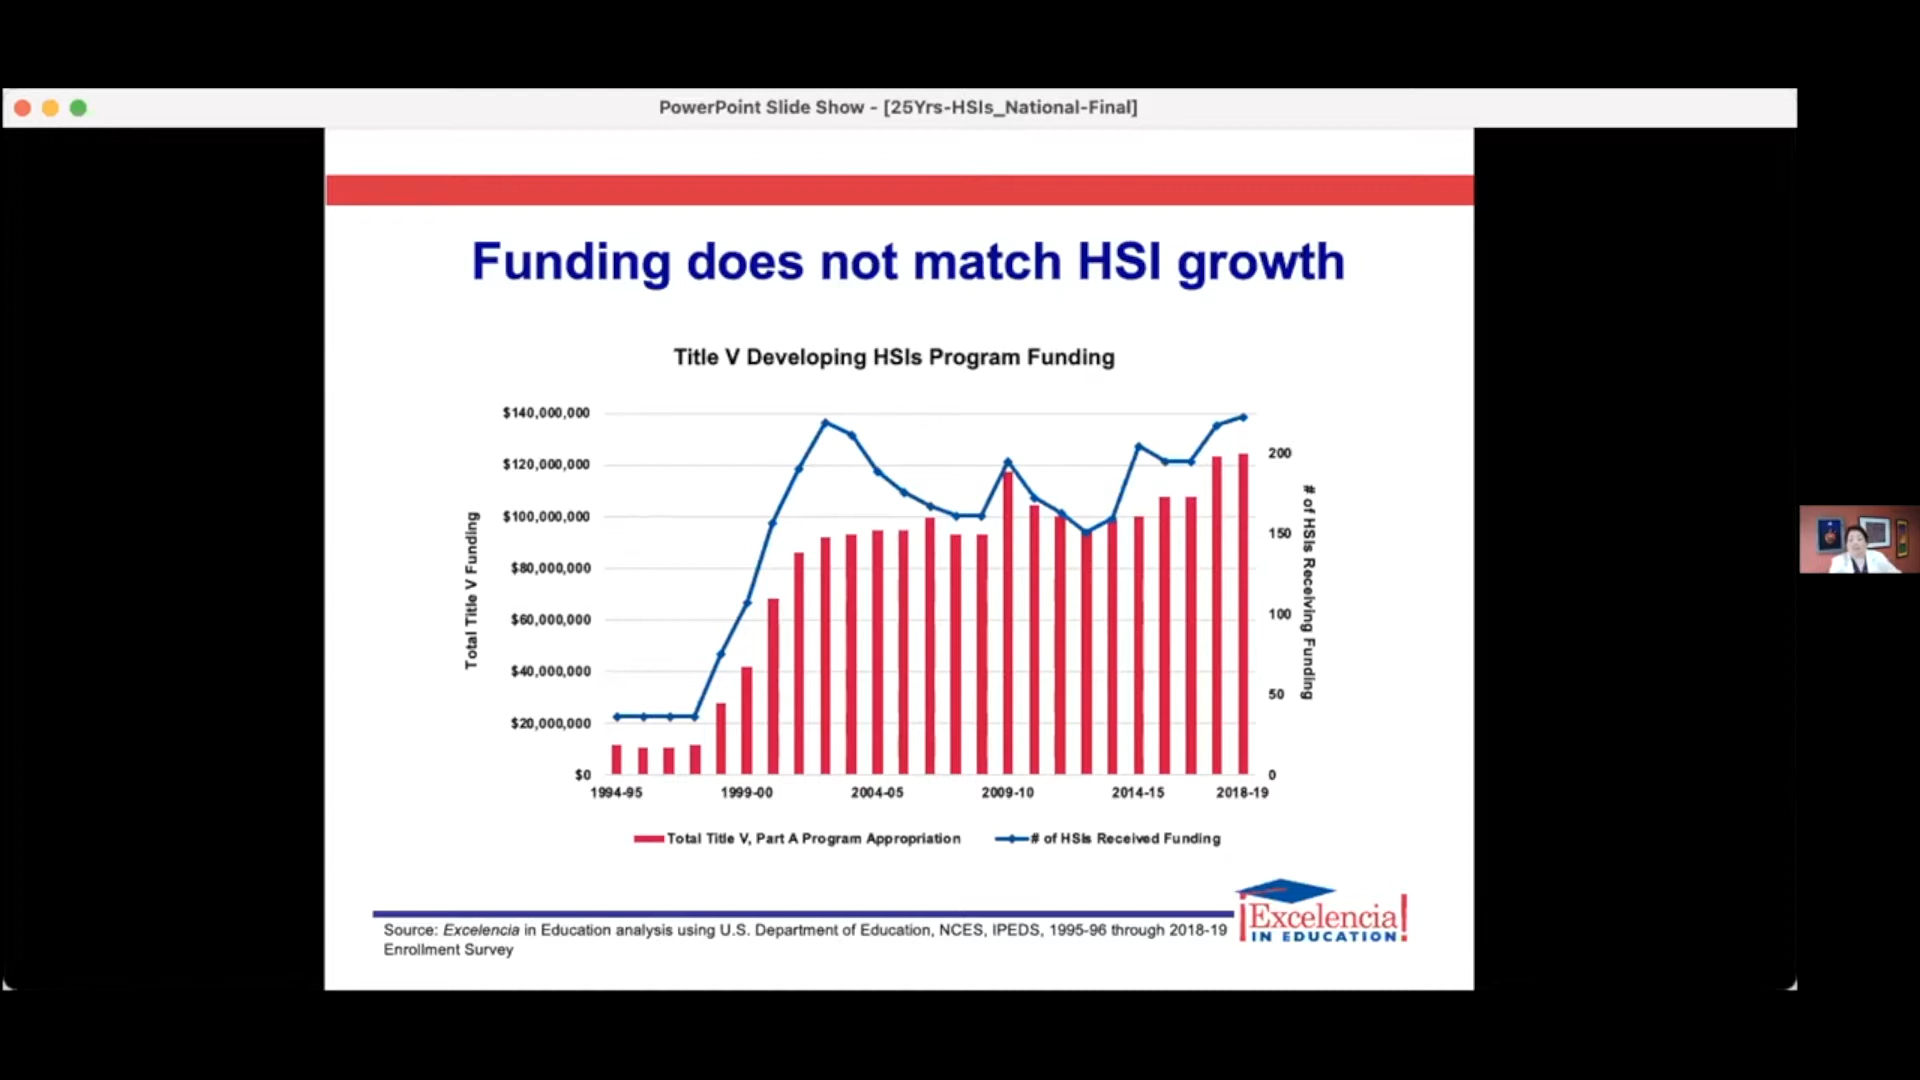 PowerPoint Slide Show - [25Yrs-HSIs_National-Final]
Funding does not match HSI growth
Title V Developing HSIs Program Funding
Total Title V Funding
$140,000,000
$120,000,000
$100,000,000
$80,000,000
$60,000,000
$40,000,000
$20,000,000
$0
200
150
100
50
0
# of HSIs Receiving Funding
1994-95 1999-00 2004-05 2009-10 2014-15 2018-19
Total Title V, Part A Program Appropriation # of HSIs Received Funding
Source: Excelencia in Education analysis using U.S. Department of Education, NCES, IPEDS, 1995-96 through 2018-19
Enrollment Survey
¡Excelencia!
IN EDUCATION